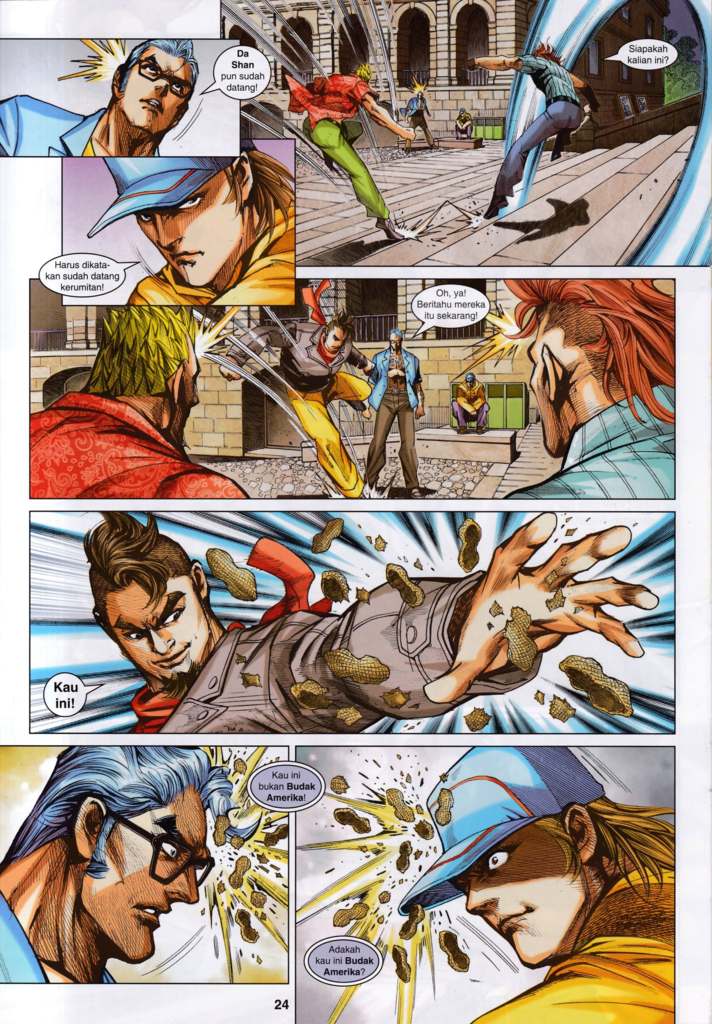 Da
Shan
pun sudah
datang!
Siapakah
kalian ini?
Harus dikata-
kan sudah datang
kerumitan!
Oh, ya!
Beritahu mereka
itu sekarang!
Kau
ini!
Kau ini
bukan Budak
Amerika!
Adakah
kau ini Budak
Amerika?
24